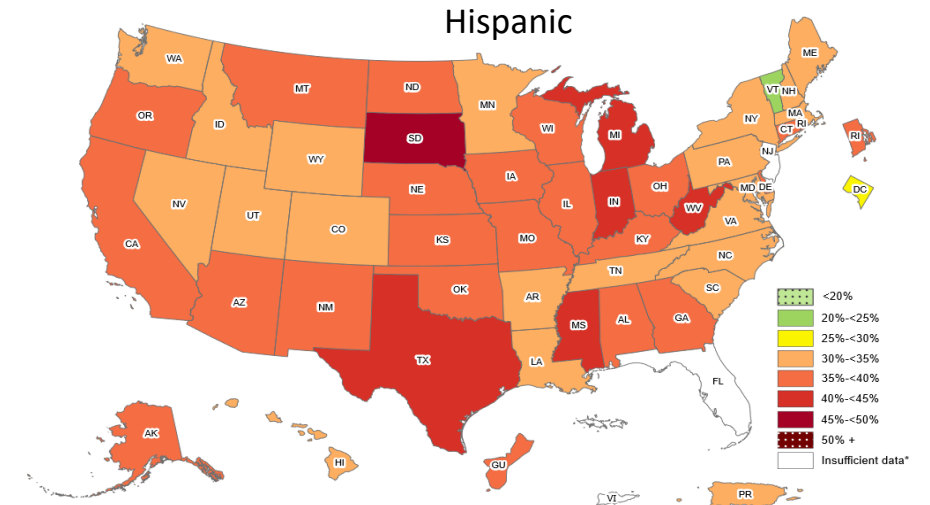 Hispanic
WA
MT
ND
MN
ME
VT
NH
OR
ID
SD
WI
MI
NY
MA
CT
RI
RI
WY
IA
PA
NJ
NE
IL
IN
OH
MD
DE
DC
NV
UT
CO
WV
VA
CA
KS
MO
KY
NC
TN
AZ
NM
OK
AR
SC
MS
AL
GA
TX
LA
FL
AK
HI
GU
VI
PR
<20%
20%-<25%
25%-<30%
30%-<35%
35%-<40%
40%-<45%
45%-<50%
50% +
Insufficient data*